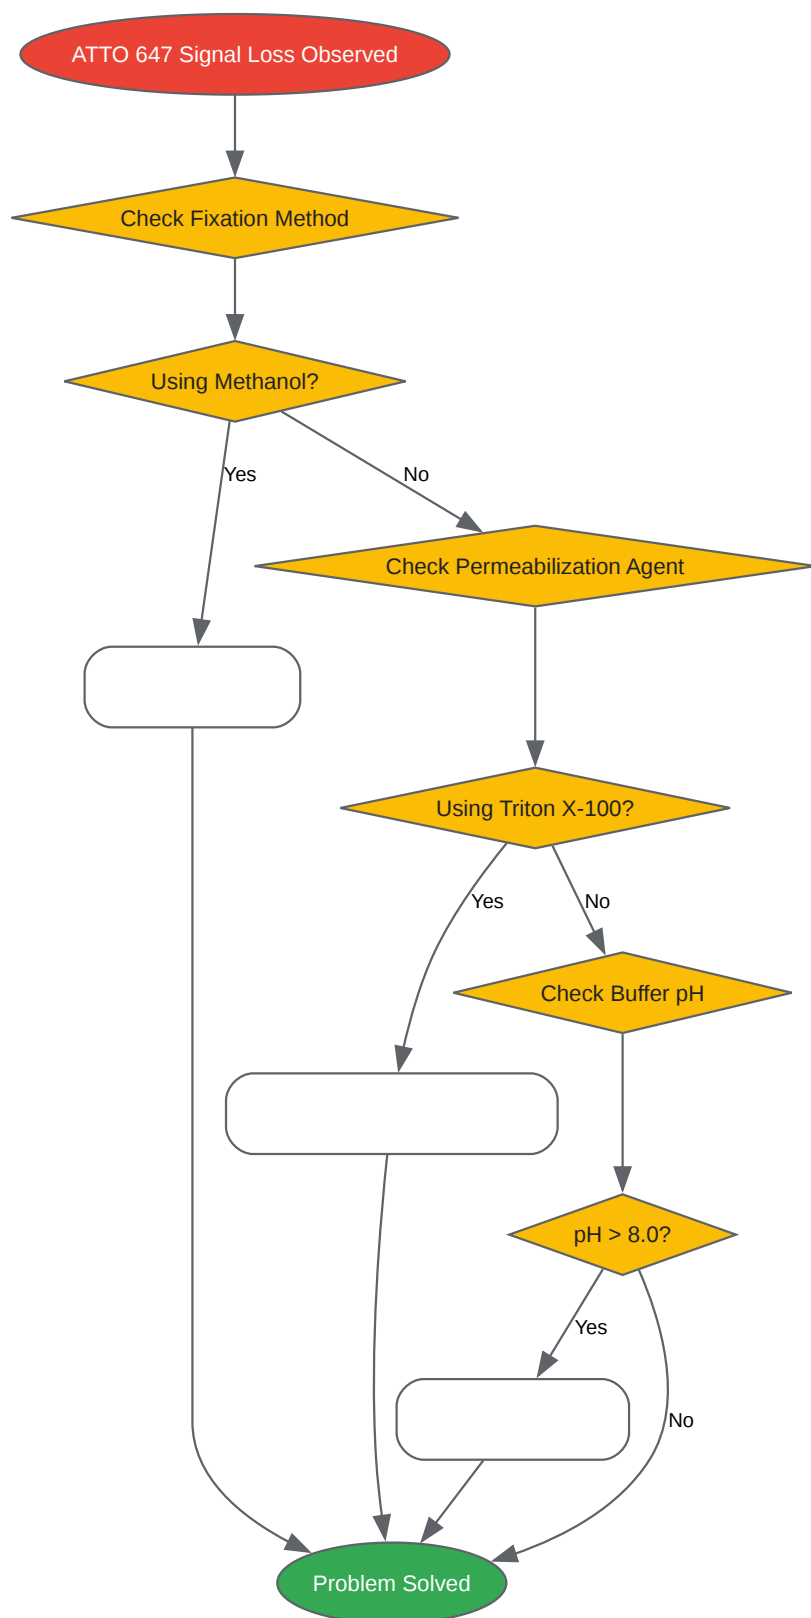 ATTO 647 Signal Loss Observed
Check Fixation Method
Using Methanol?
Yes
No
Check Permeabilization Agent
Using Triton X-100?
Yes
No
Check Buffer pH
pH > 8.0?
Yes
No
Problem Solved